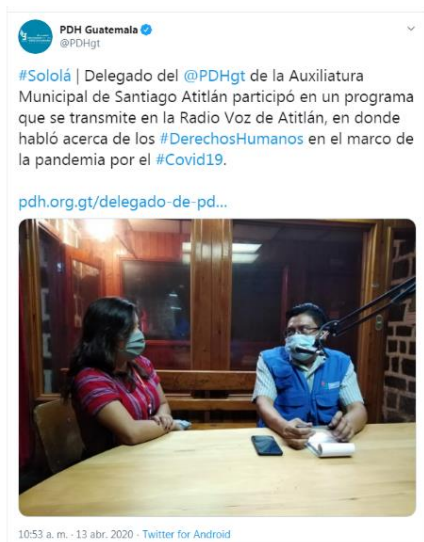 PDH Guatemala
@PDHgt
#Sololá | Delegado del @PDHgt de la Auxiliatura
Municipal de Santiago Atitlán participó en un programa
que se transmite en la Radio Voz de Atitlán, en donde
habló acerca de los #DerechosHumanos en el marco de
la pandemia por el #Covid19.
pdh.org.gt/delegado-de-pd...
10:53 a. m. · 13 abr. 2020 · Twitter for Android